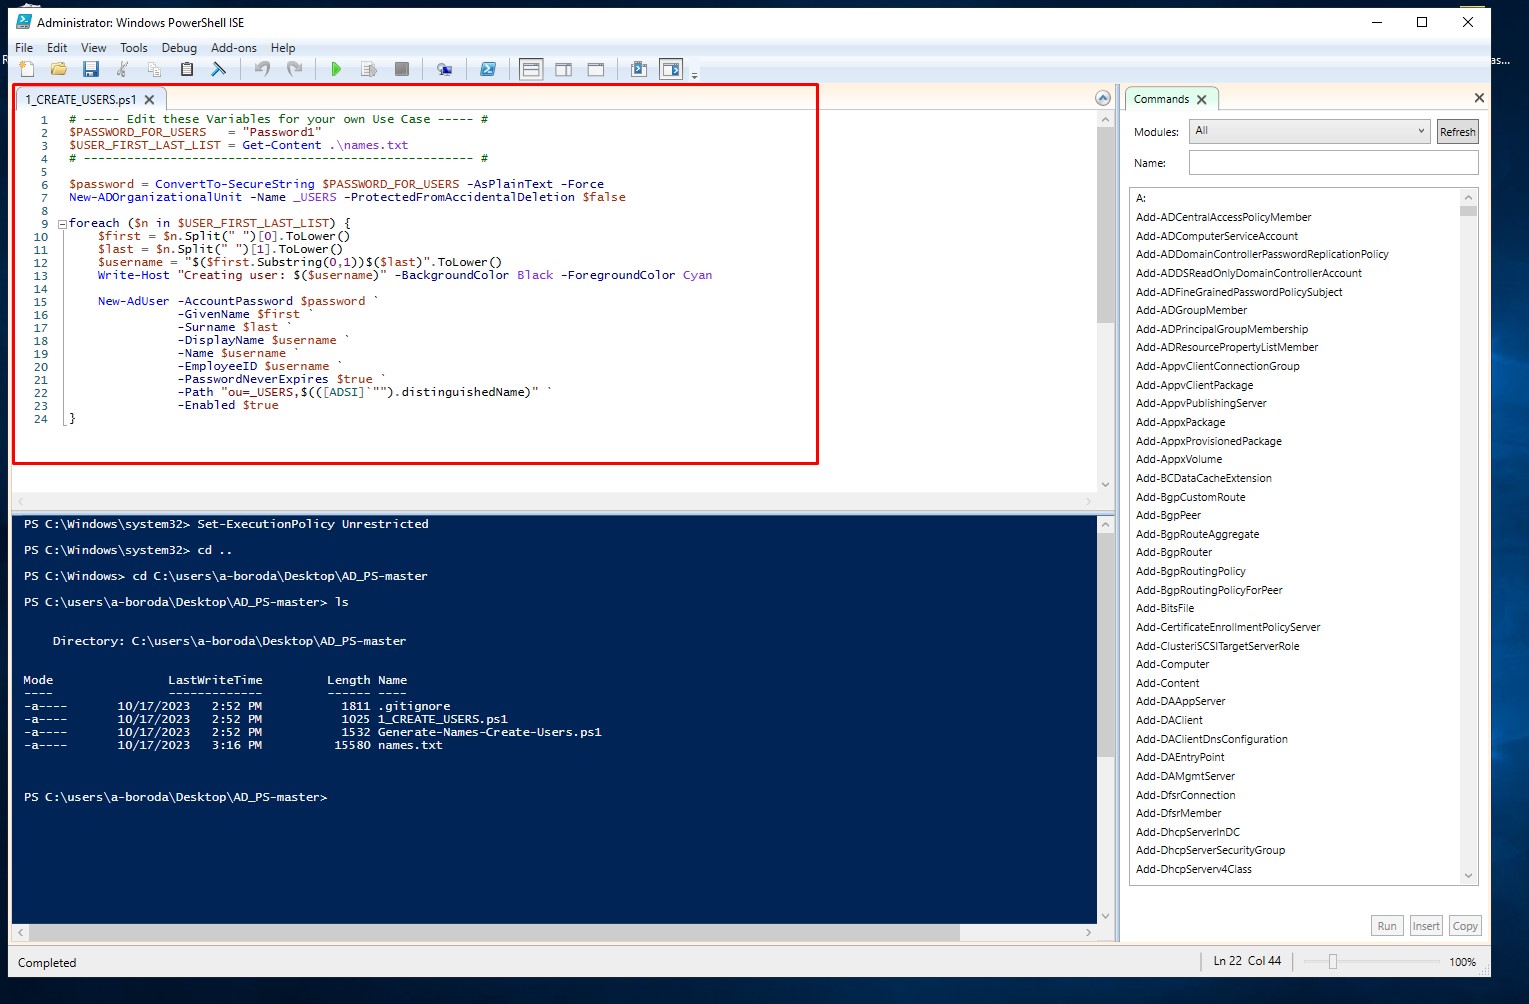 Administrator: Windows PowerShell ISE
File Edit View Tools Debug Add-ons Help
as...
1_CREATE_USERS.ps1
1 # ----- Edit these Variables for your own Use Case ----- #
2 $PASSWORD_FOR_USERS   = "Password1"
3 $USER_FIRST_LAST_LIST = Get-Content .\names.txt
4 # ------------------------------------------------------ #
5
6 $password = ConvertTo-SecureString $PASSWORD_FOR_USERS -AsPlainText -Force
7 New-ADOrganizationalUnit -Name _USERS -ProtectedFromAccidentalDeletion $false
8
9 foreach ($n in $USER_FIRST_LAST_LIST) {
10     $first = $n.Split(" ")[0].ToLower()
11     $last = $n.Split(" ")[1].ToLower()
12     $username = "$($first.Substring(0,1))$($last)".ToLower()
13     Write-Host "Creating user: $($username)" -BackgroundColor Black -ForegroundColor Cyan
14
15     New-AdUser -AccountPassword $password `
16                -GivenName $first `
17                -Surname $last `
18                -DisplayName $username `
19                -Name $username `
20                -EmployeeID $username `
21                -PasswordNeverExpires $true `
22                -Path "ou=_USERS,$(([ADSI]`"").distinguishedName)" `
23                -Enabled $true
24 }
PS C:\Windows\system32> Set-ExecutionPolicy Unrestricted
PS C:\Windows\system32> cd ..
PS C:\Windows> cd C:\users\a-boroda\Desktop\AD_PS-master
PS C:\users\a-boroda\Desktop\AD_PS-master> ls
Directory: C:\users\a-boroda\Desktop\AD_PS-master
Mode                LastWriteTime         Length Name
----                -------------         ------ ----
-a----       10/17/2023   2:52 PM           1811 .gitignore
-a----       10/17/2023   2:52 PM           1025 1_CREATE_USERS.ps1
-a----       10/17/2023   2:52 PM           1532 Generate-Names-Create-Users.ps1
-a----       10/17/2023   3:16 PM          15580 names.txt
PS C:\users\a-boroda\Desktop\AD_PS-master>
Commands
Modules: All Refresh
Name:
A:
Add-ADCentralAccessPolicyMember
Add-ADComputerServiceAccount
Add-ADDomainControllerPasswordReplicationPolicy
Add-ADDSReadOnlyDomainControllerAccount
Add-ADFineGrainedPasswordPolicySubject
Add-ADGroupMember
Add-ADPrincipalGroupMembership
Add-ADResourcePropertyListMember
Add-AppvClientConnectionGroup
Add-AppvClientPackage
Add-AppvPublishingServer
Add-AppxPackage
Add-AppxProvisionedPackage
Add-AppxVolume
Add-BCDataCacheExtension
Add-BgpCustomRoute
Add-BgpPeer
Add-BgpRouteAggregate
Add-BgpRouter
Add-BgpRoutingPolicy
Add-BgpRoutingPolicyForPeer
Add-BitsFile
Add-CertificateEnrollmentPolicyServer
Add-ClusteriSCSITargetServerRole
Add-Computer
Add-Content
Add-DAAppServer
Add-DAClient
Add-DAClientDnsConfiguration
Add-DAEntryPoint
Add-DAMgmtServer
Add-DfsrConnection
Add-DfsrMember
Add-DhcpServerInDC
Add-DhcpServerSecurityGroup
Add-DhcpServerv4Class
Run Insert Copy
Completed
Ln 22 Col 44
100%